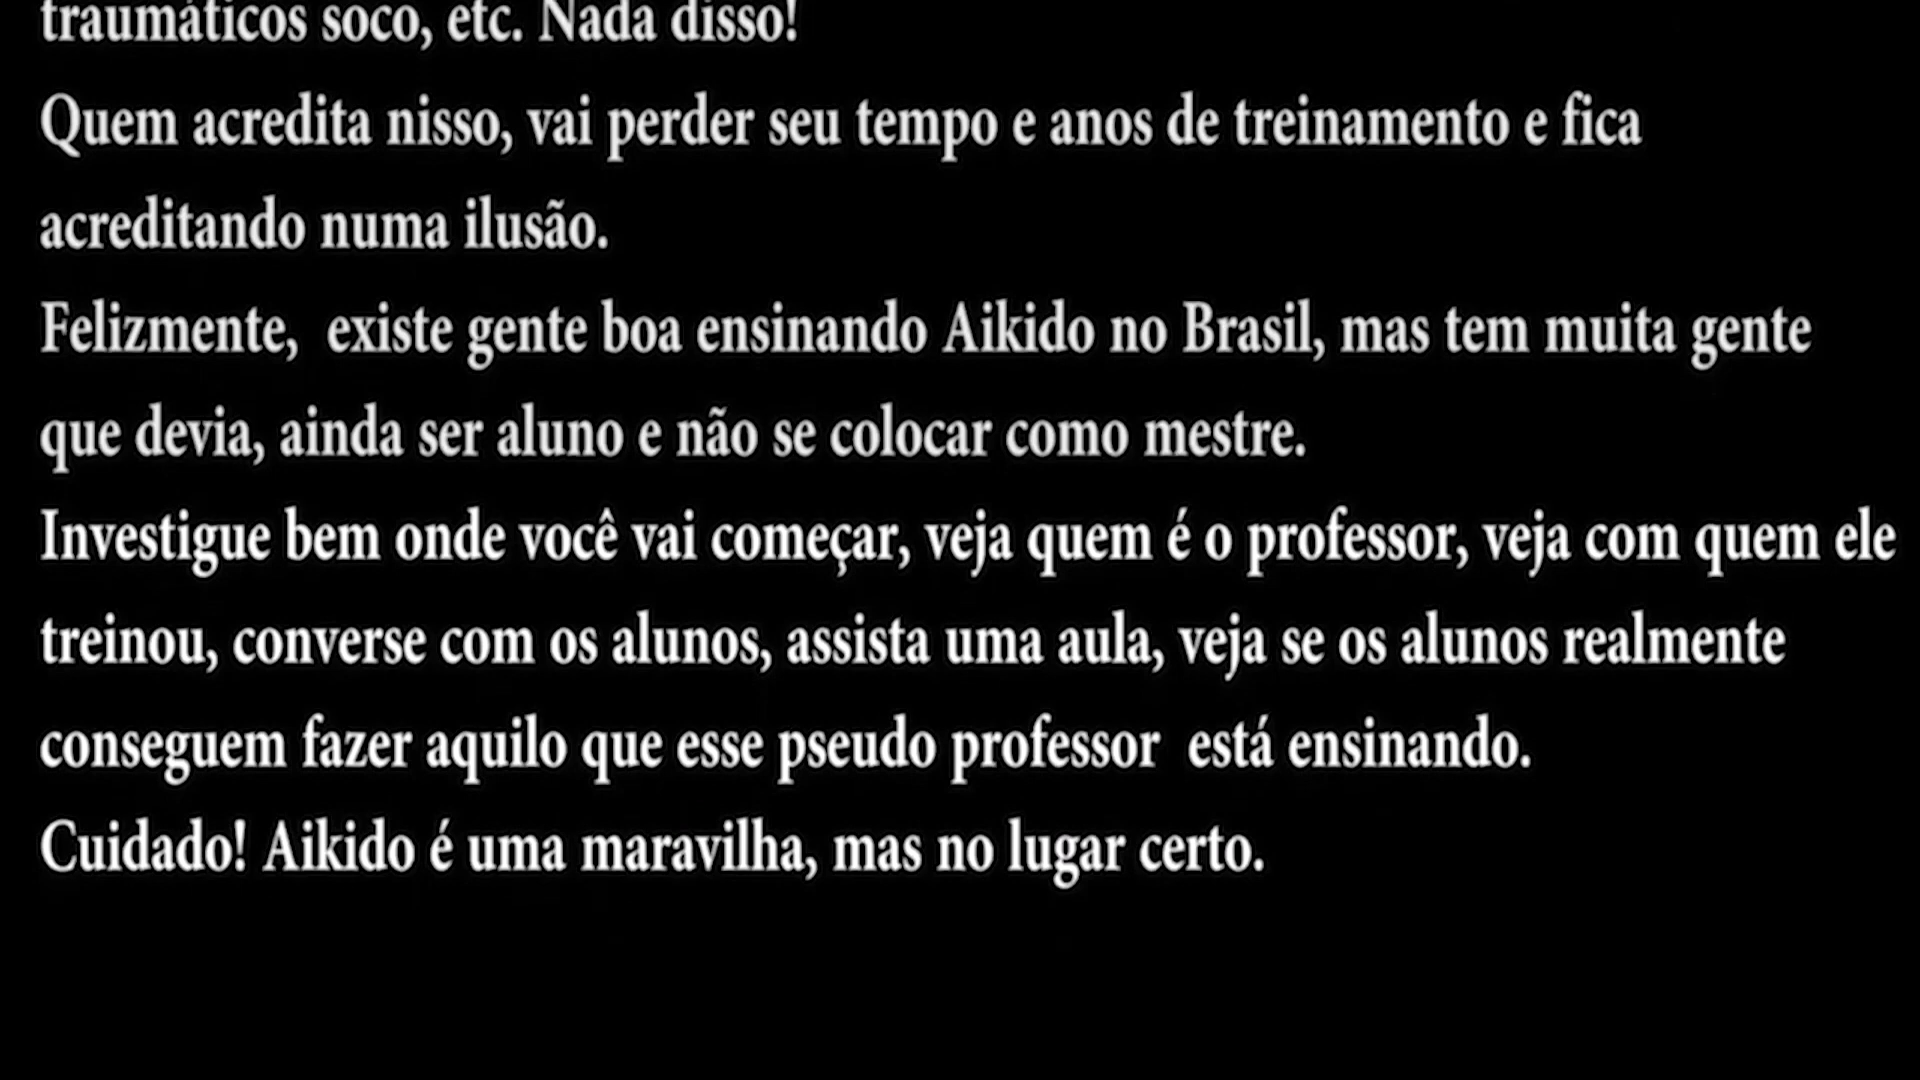 traumáticos soco, etc. Nada disso!
Quem acredita nisso, vai perder seu tempo e anos de treinamento e fica
acreditando numa ilusão.
Felizmente,  existe gente boa ensinando Aikido no Brasil, mas tem muita gente
que devia, ainda ser aluno e não se colocar como mestre.
Investigue bem onde você vai começar, veja quem é o professor, veja com quem ele
treinou, converse com os alunos, assista uma aula, veja se os alunos realmente
conseguem fazer aquilo que esse pseudo professor  está ensinando.
Cuidado! Aikido é uma maravilha, mas no lugar certo.